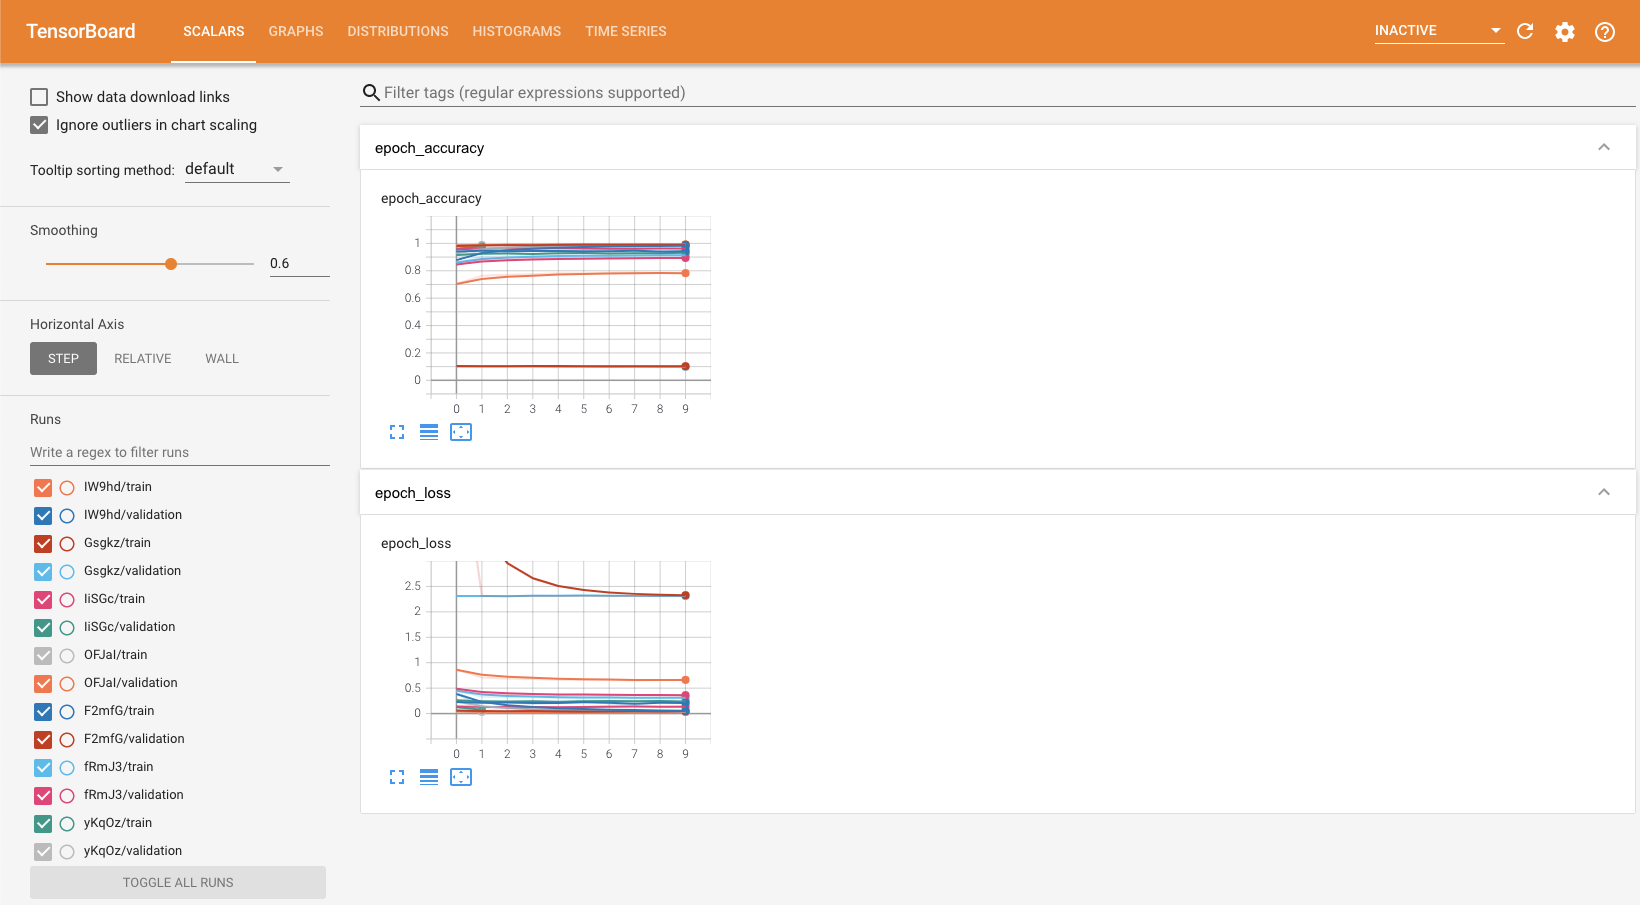 TensorBoard SCALARS GRAPHS DISTRIBUTIONS HISTOGRAMS TIME SERIES INACTIVE
Show data download links
Ignore outliers in chart scaling
Tooltip sorting method: default
Smoothing
0.6
Horizontal Axis
STEP RELATIVE WALL
Runs
Write a regex to filter runs
IW9hd/train
IW9hd/validation
Gsgkz/train
Gsgkz/validation
IiSGc/train
IiSGc/validation
OFJaI/train
OFJaI/validation
F2mfG/train
F2mfG/validation
fRmJ3/train
fRmJ3/validation
yKqOz/train
yKqOz/validation
TOGGLE ALL RUNS
Filter tags (regular expressions supported)
epoch_accuracy
epoch_accuracy
1
0.8
0.6
0.4
0.2
0
0 1 2 3 4 5 6 7 8 9
epoch_loss
epoch_loss
2.5
2
1.5
1
0.5
0
0 1 2 3 4 5 6 7 8 9